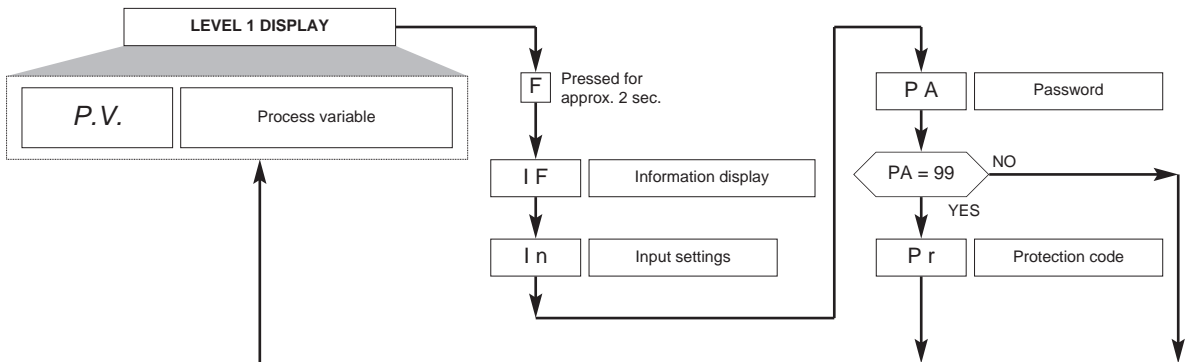 LEVEL 1 DISPLAY
P.V.
Process variable
F
Pressed for
approx. 2 sec.
I F
Information display
I n
Input settings
P A
Password
PA = 99
NO
YES
P r
Protection code